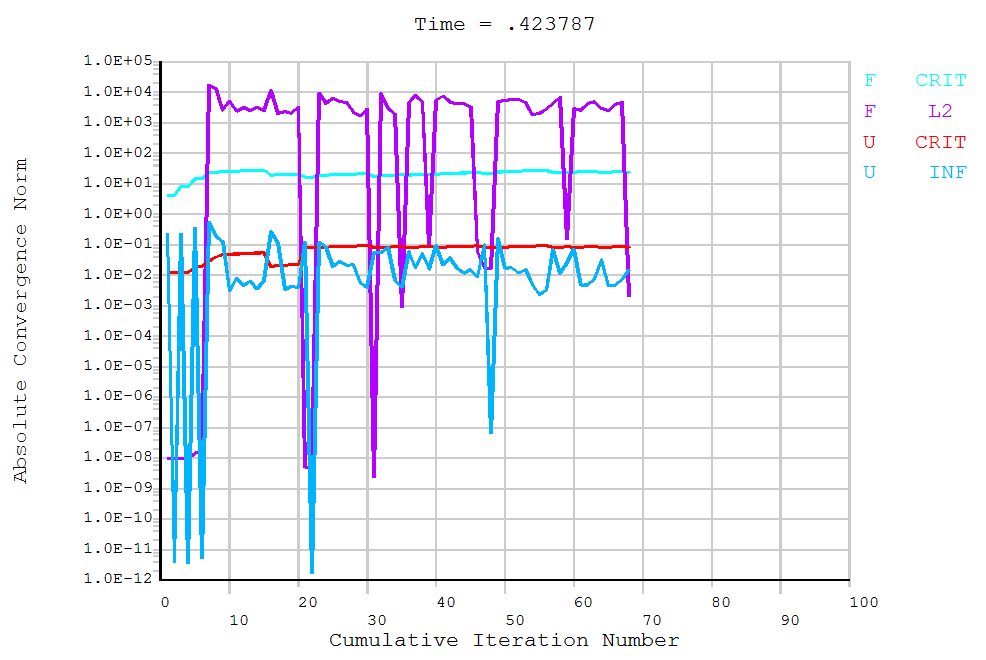 Time = .423787
F CRIT
F L2
U CRIT
U INF
Absolute Convergence Norm
1.0E+05
1.0E+04
1.0E+03
1.0E+02
1.0E+01
1.0E+00
1.0E-01
1.0E-02
1.0E-03
1.0E-04
1.0E-05
1.0E-06
1.0E-07
1.0E-08
1.0E-09
1.0E-10
1.0E-11
1.0E-12
0 20 40 60 80 100
10 30 50 70 90
Cumulative Iteration Number